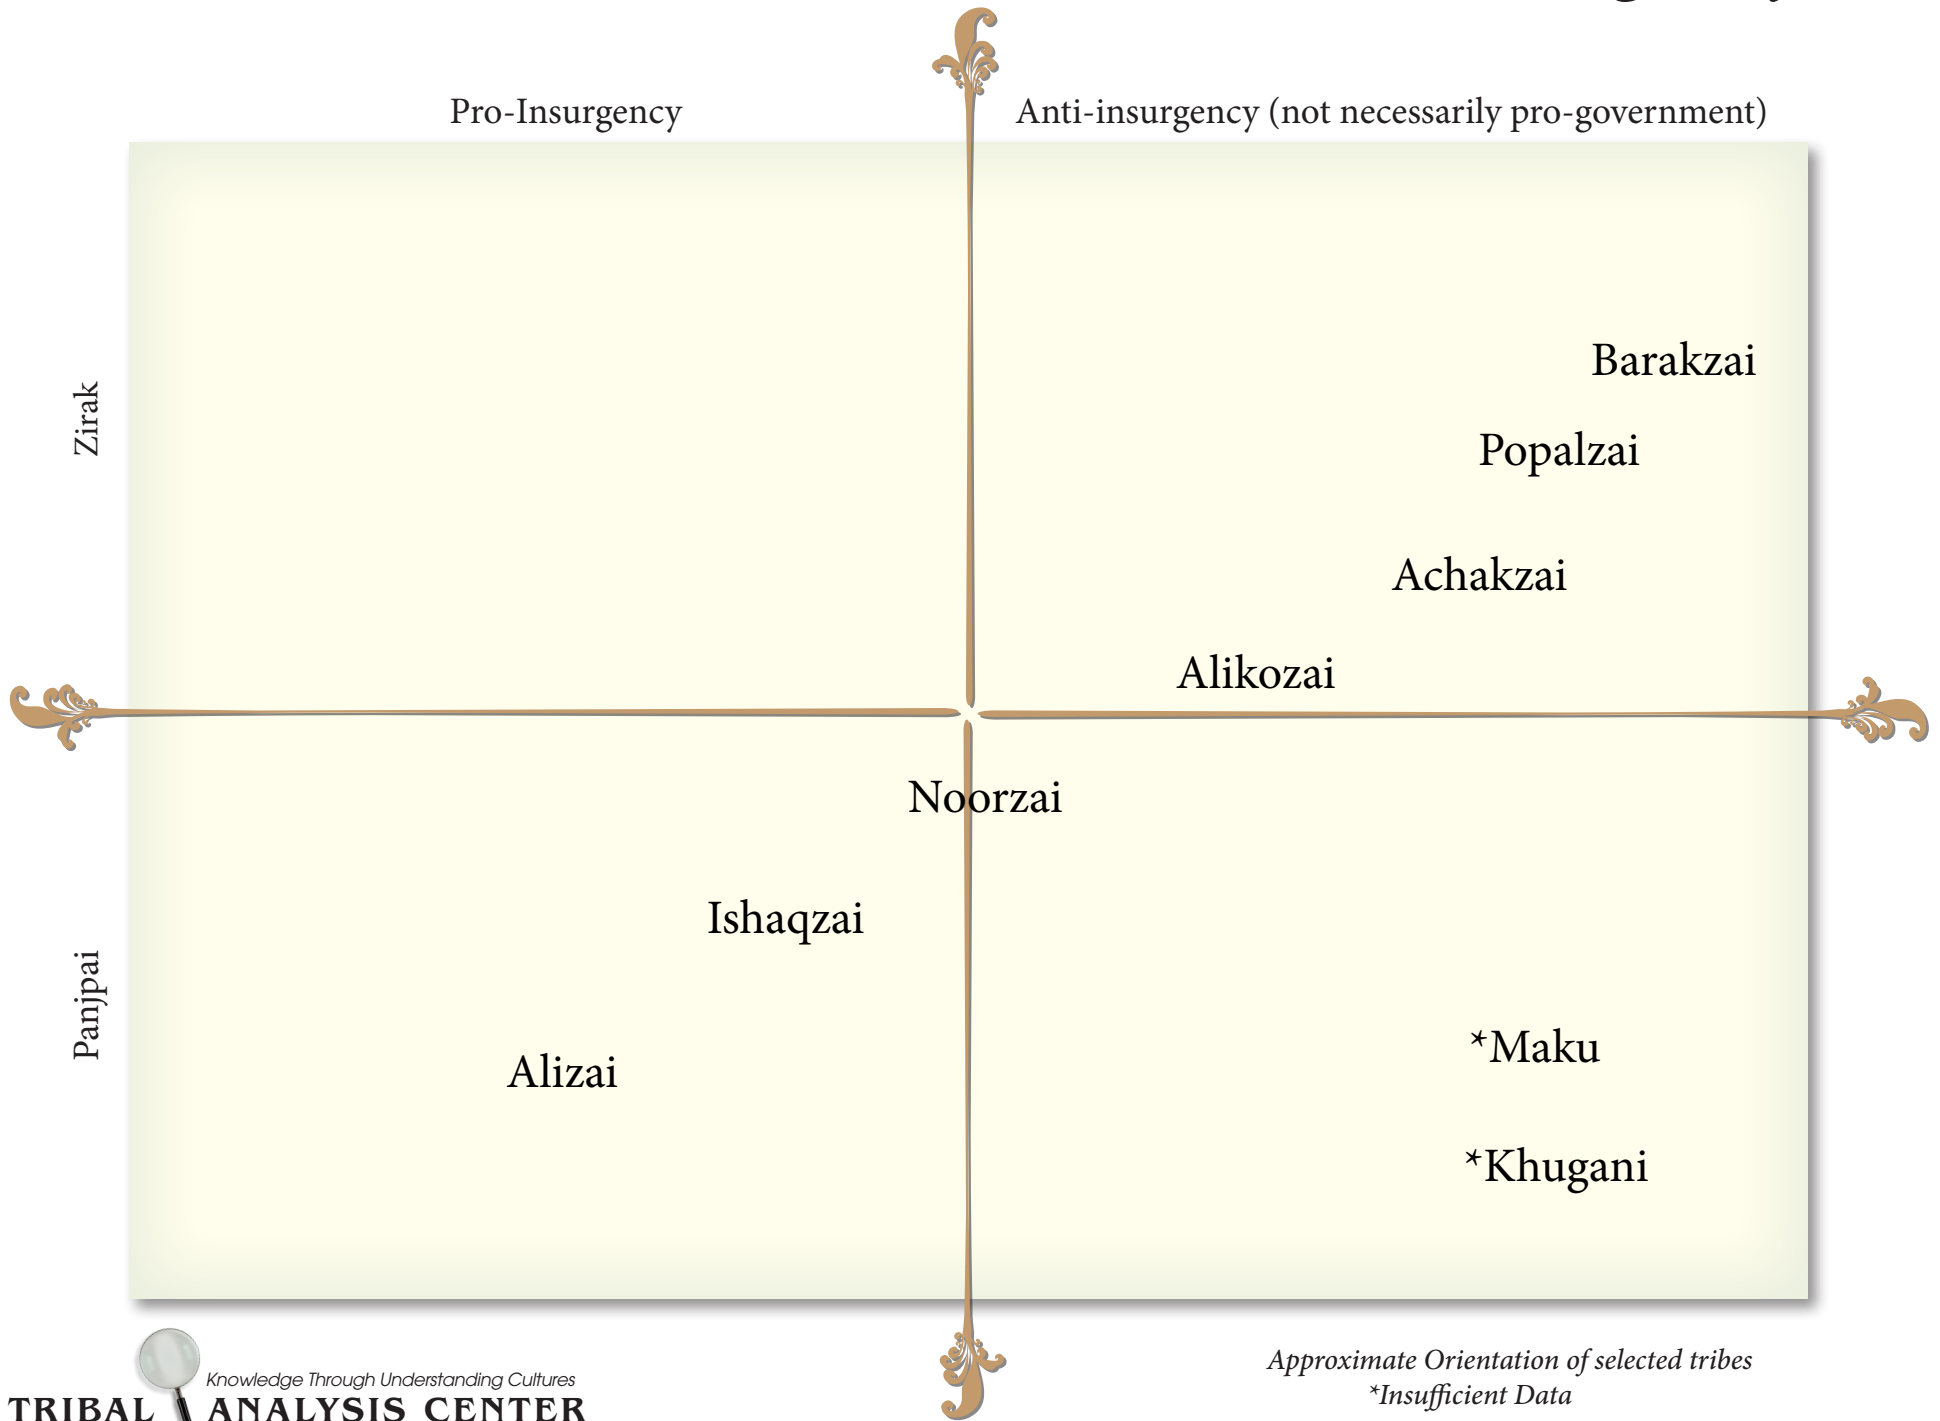 Pro-Insurgency
Anti-insurgency (not necessarily pro-government)
Zirak
Barakzai
Popalzai
Achakzai
Alikozai
Noorzai
Ishaqzai
Panjpai
*Maku
Alizai
*Khugani
Knowledge Through Understanding Cultures
TRIBAL ANALYSIS CENTER
Approximate Orientation of selected tribes
*Insufficient Data